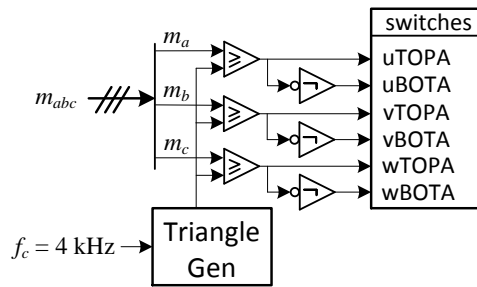 switches
m_a
≥
uTOPA
¬
uBOTA
m_abc
m_b
≥
vTOPA
¬
vBOTA
m_c
≥
wTOPA
¬
wBOTA
f_c = 4 kHz
Triangle
Gen